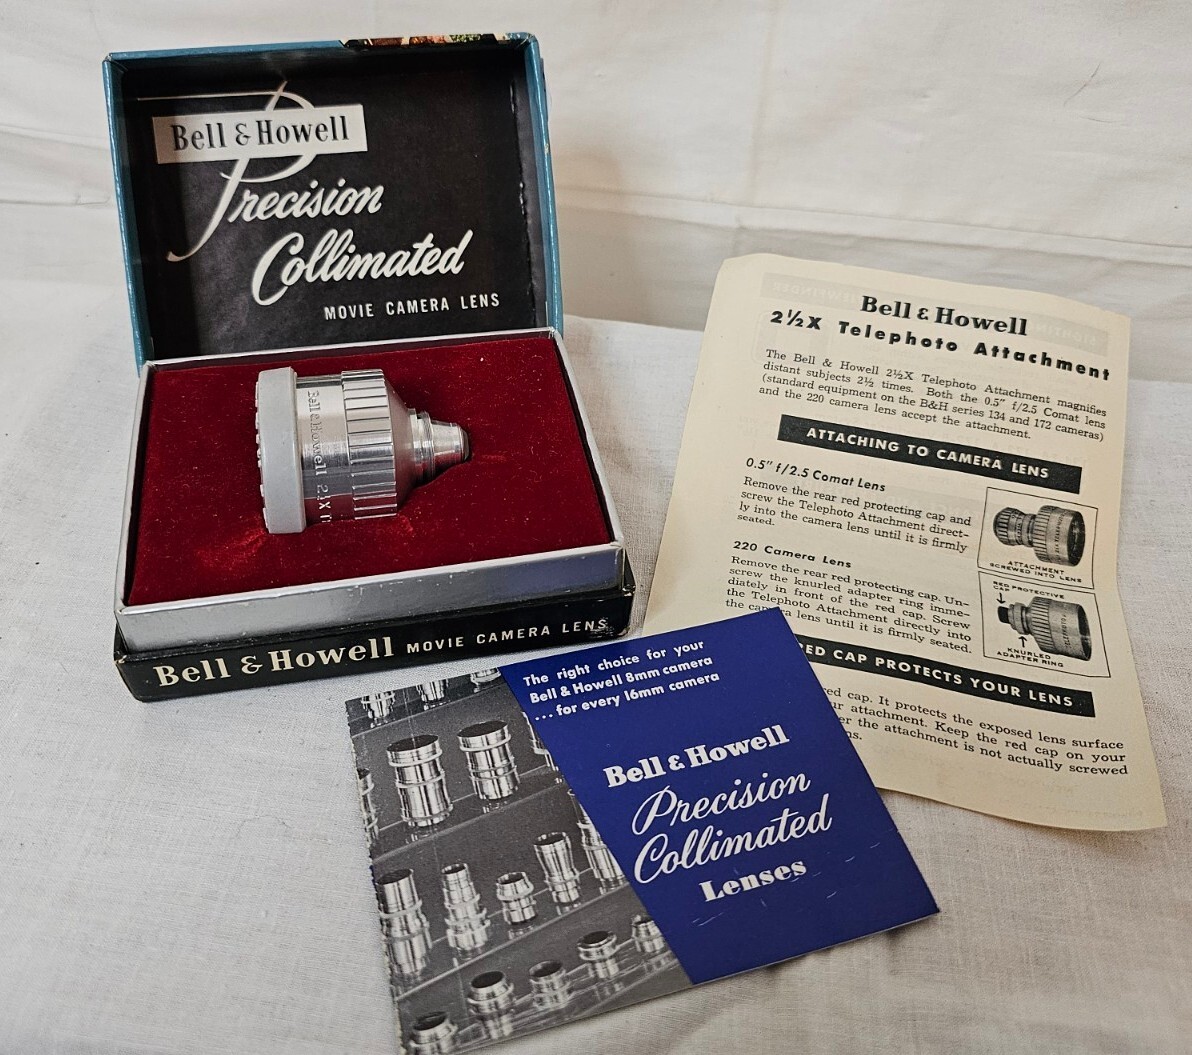 Bell & Howell
Precision
Collimated
MOVIE CAMERA LENS
Bell & Howell 2½X
Bell & Howell MOVIE CAMERA LENS
Bell & Howell
2½X Telephoto Attachment
The Bell & Howell 2½X Telephoto Attachment magnifies
distant subjects 2½ times. Both the 0.5" f/2.5 Comat lens
(standard equipment on the B&H series 134 and 172 cameras)
and the 220 camera lens accept the attachment.
ATTACHING TO CAMERA LENS
0.5" f/2.5 Comat Lens
Remove the rear red protecting cap and
screw the Telephoto Attachment direct-
ly into the camera lens until it is firmly
seated.
ATTACHMENT
SCREWED INTO LENS
220 Camera Lens
Remove the rear red protecting cap. Un-
screw the knurled adapter ring imme-
diately in front of the red cap. Screw
the Telephoto Attachment directly into
the camera lens until it is firmly seated.
RED PROTECTIVE
CAP
KNURLED
ADAPTER RING
RED CAP PROTECTS YOUR LENS
red cap. It protects the exposed lens surface
attachment. Keep the red cap on your
the attachment is not actually screwed
The right choice for your
Bell & Howell 8mm camera
... for every 16mm camera
Bell & Howell
Precision
Collimated
Lenses